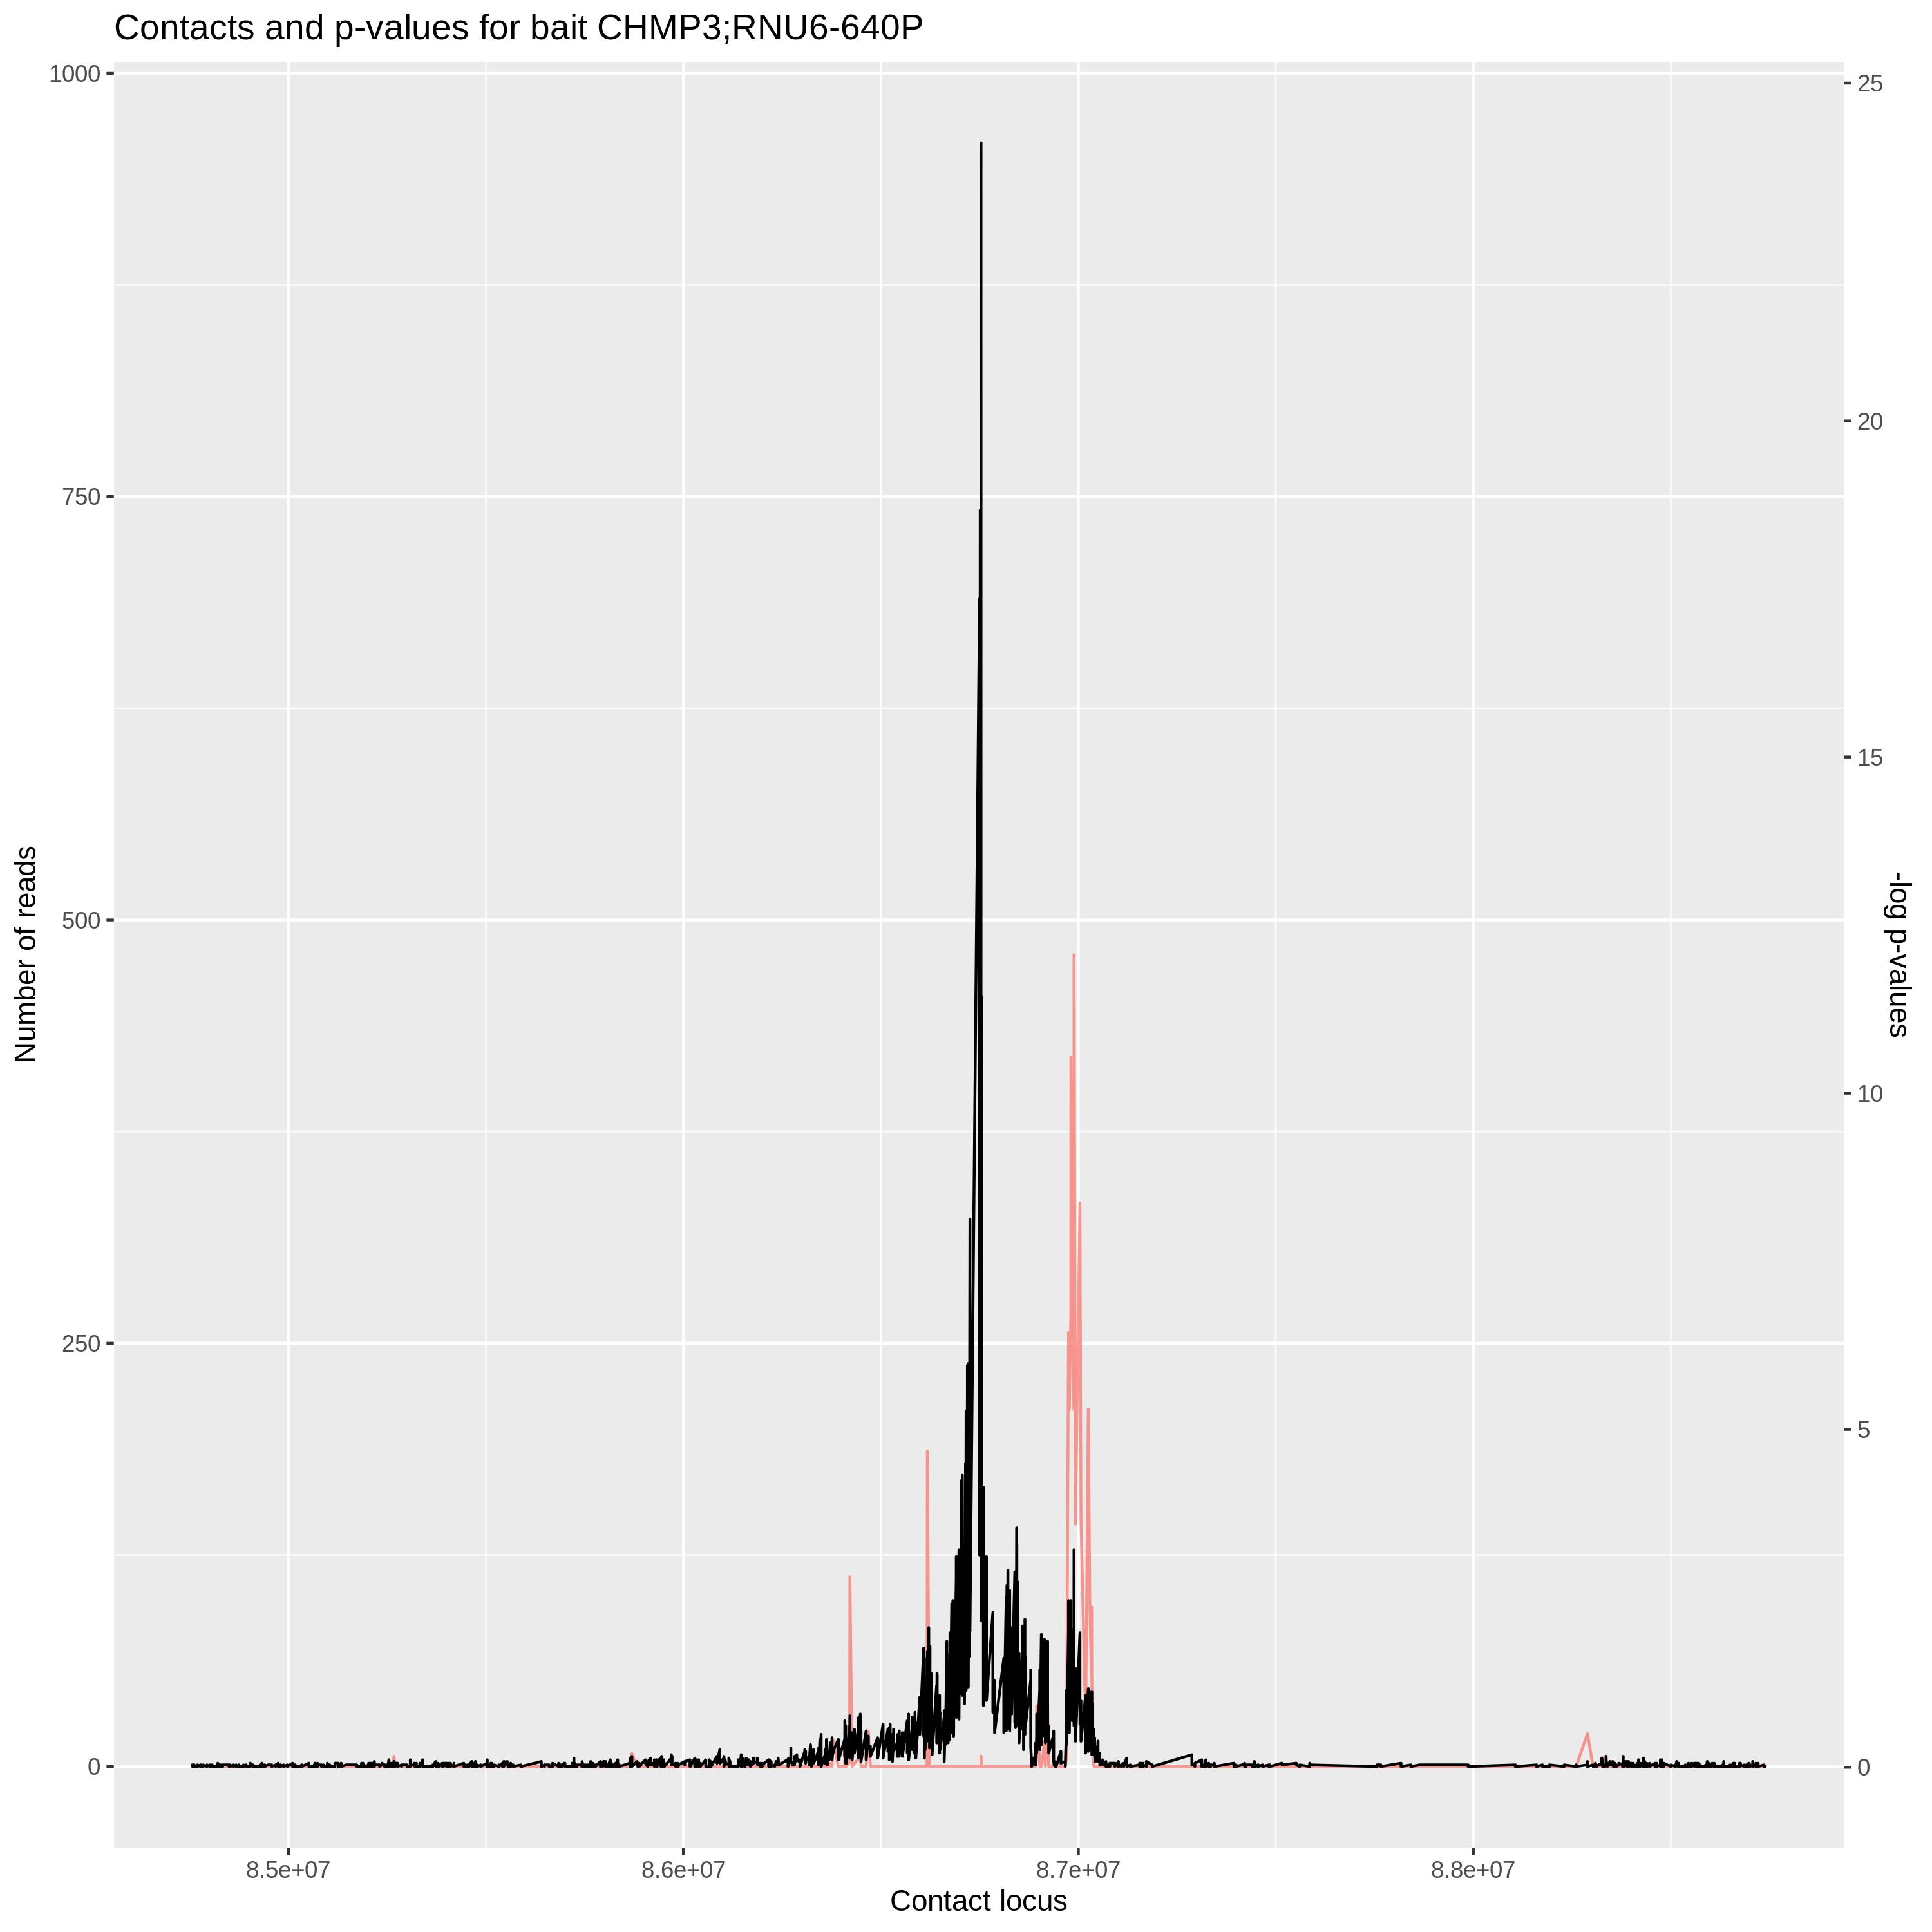 Contacts and p-values for bait CHMP3;RNU6-640P
1000
750
500
250
0
Number of reads
25
20
15
10
5
0
-log p-values
8.5e+07
8.6e+07
8.7e+07
8.8e+07
Contact locus